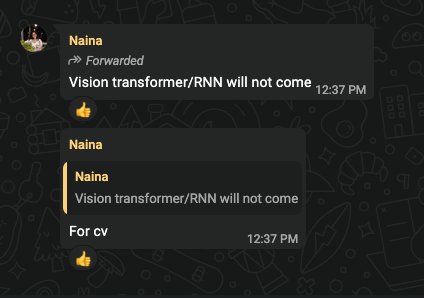 Naina
Forwarded
Vision transformer/RNN will not come
12:37 PM
Naina
Naina
Vision transformer/RNN will not come
For cv
12:37 PM